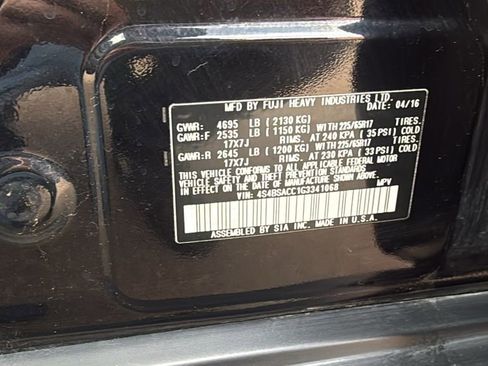 MFD BY FUJI HEAVY INDUSTRIES LTD.
DATE: 04/16
GVWR: 4695 LB ( 2130 KG)
GAWR:F 2535 LB ( 1150 KG) WITH 225/65R17 TIRES,
17X7J RIMS, AT 240 KPA ( 35 PSI) COLD
GAWR:R 2645 LB ( 1200 KG) WITH 225/65R17 TIRES,
17X7J RIMS, AT 230 KPA ( 33 PSI) COLD
THIS VEHICLE CONFORMS TO ALL APPLICABLE FEDERAL MOTOR
VEHICLE SAFETY, BUMPER, AND THEFT PREVENTION STANDARDS
IN EFFECT ON THE DATE OF MANUFACTURE SHOWN ABOVE.
VIN: 4S4BSACC1G3341068 MPV
ASSEMBLED BY SIA INC. MADE IN U.S.A.